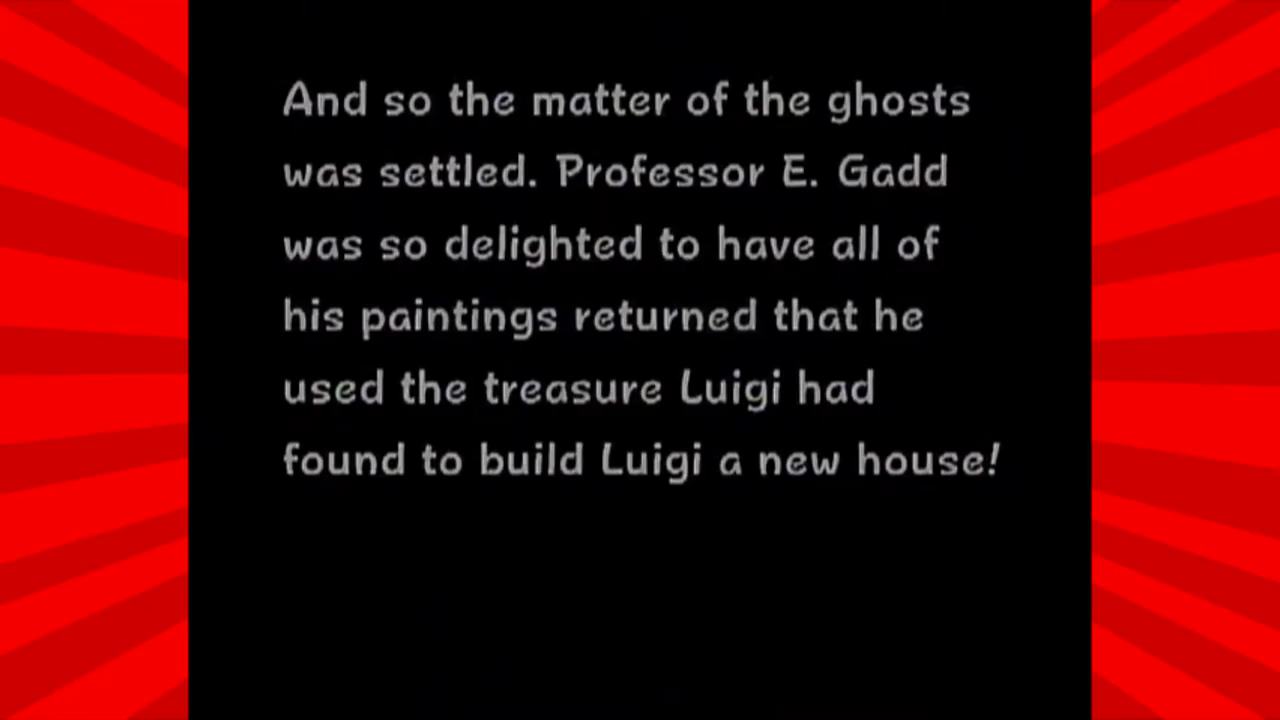 And so the matter of the ghosts
was settled. Professor E. Gadd
was so delighted to have all of
his paintings returned that he
used the treasure Luigi had
found to build Luigi a new house!